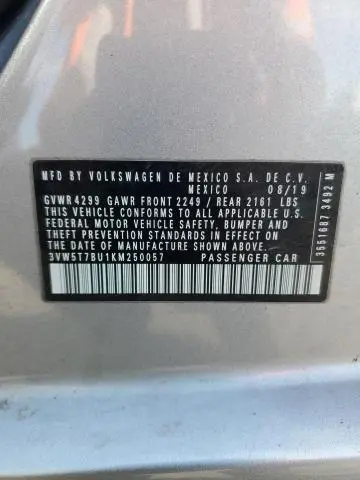 MFD BY VOLKSWAGEN DE MEXICO S.A. DE C.V.
MEXICO 08/19
GVWR 4299 GAWR FRONT 2249 / REAR 2161 LBS
THIS VEHICLE CONFORMS TO ALL APPLICABLE U.S.
FEDERAL MOTOR VEHICLE SAFETY, BUMPER AND
THEFT PREVENTION STANDARDS IN EFFECT ON
THE DATE OF MANUFACTURE SHOWN ABOVE.
3VW5T7BU1KM250057 PASSENGER CAR
3551687 3492 M